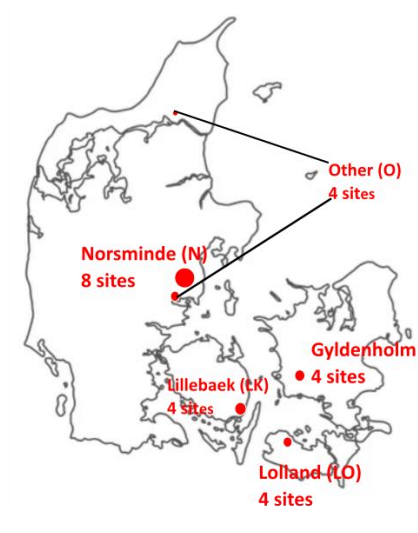 Other (O)
4 sites
Norsminde (N)
8 sites
Gyldenholm
4 sites
Lillebaek (LK)
4 sites
Lolland (LO)
4 sites